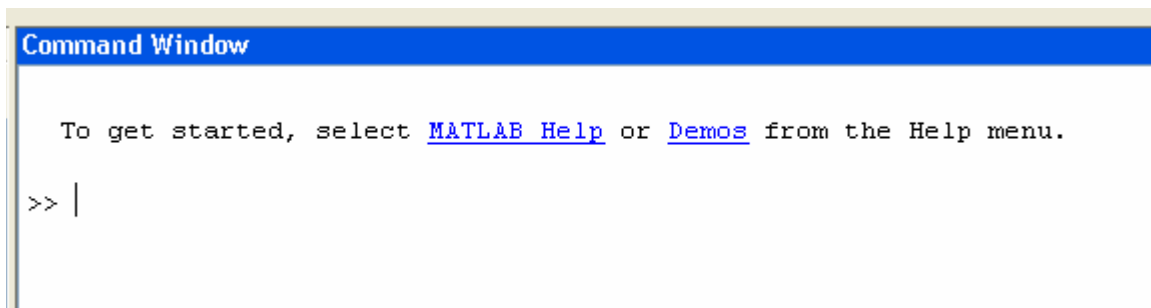 Command Window
To get started, select MATLAB Help or Demos from the Help menu.
>>